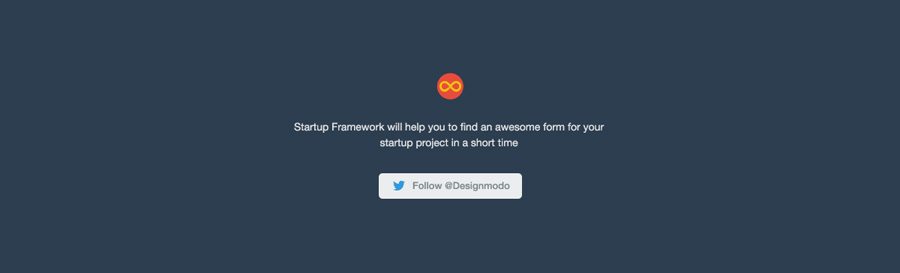 Startup Framework will help you to find an awesome form for your
startup project in a short time
Follow @Designmodo